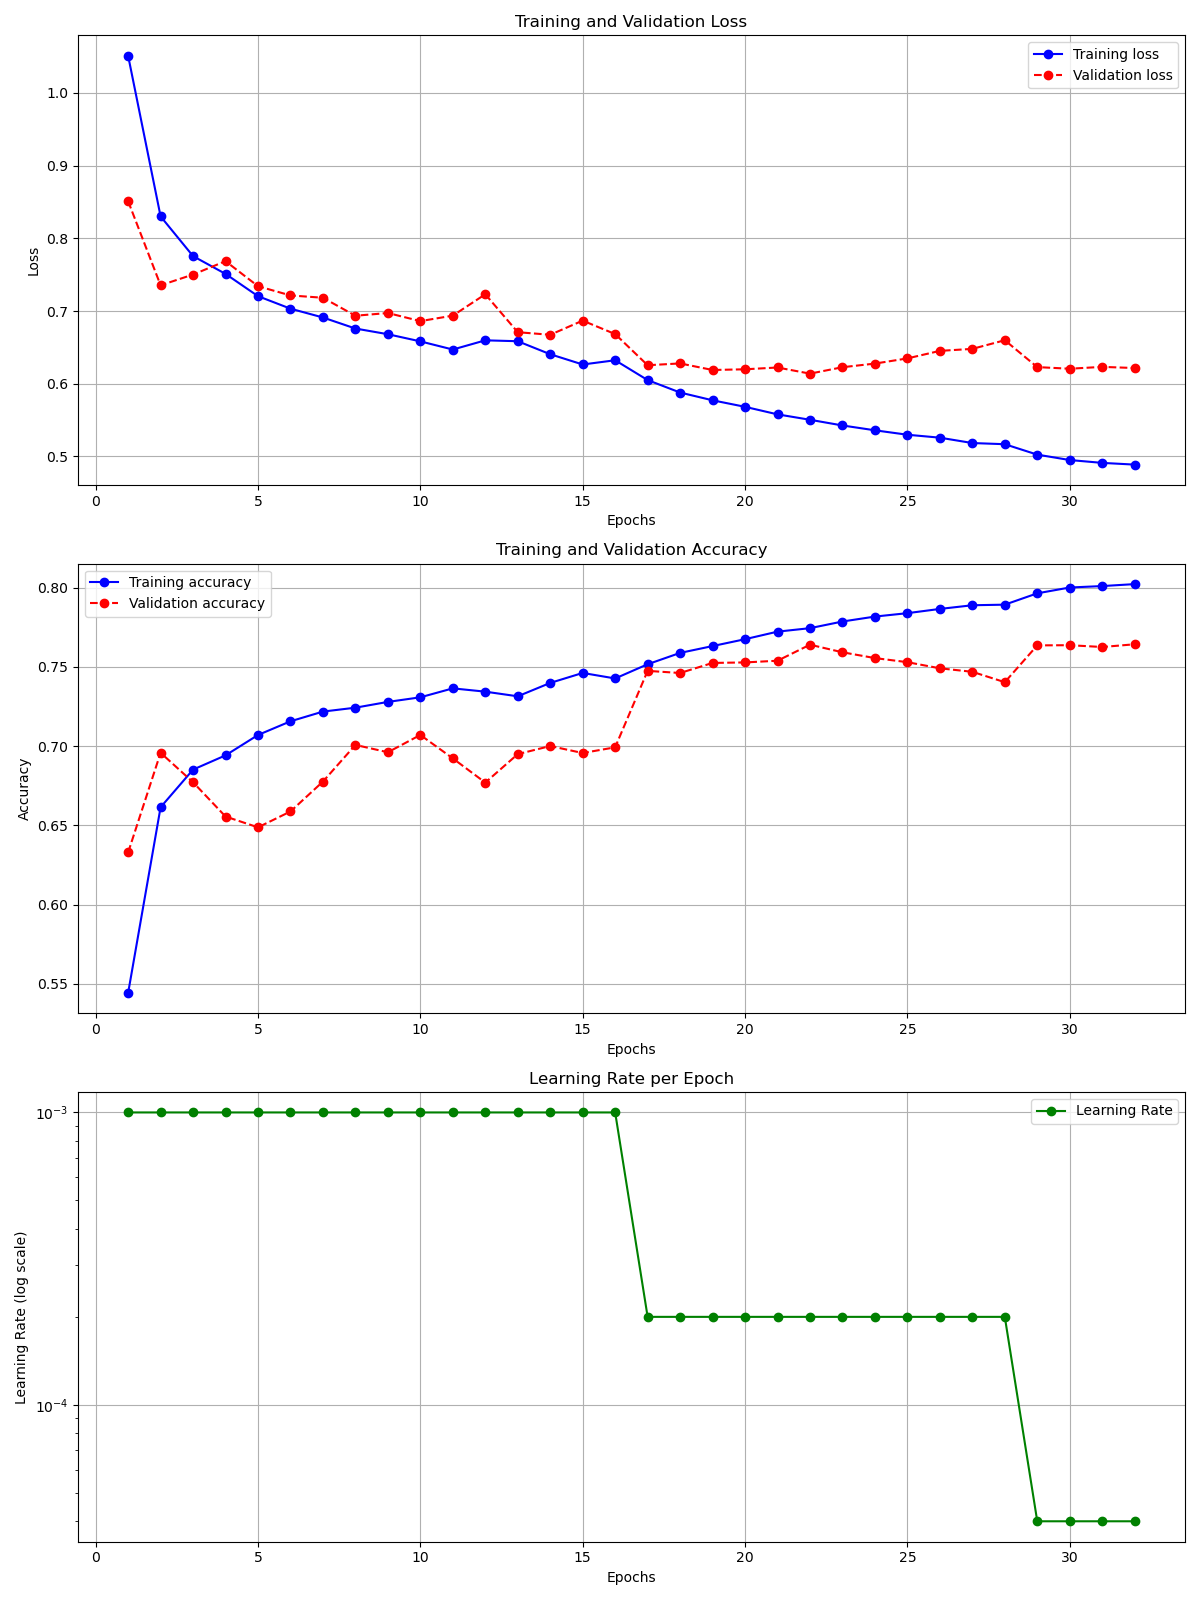 Training and Validation Loss
Training loss
Validation loss
1.0
0.9
0.8
0.7
0.6
0.5
Loss
0 5 10 15 20 25 30
Epochs
Training and Validation Accuracy
Training accuracy
Validation accuracy
0.80
0.75
0.70
0.65
0.60
0.55
Accuracy
0 5 10 15 20 25 30
Epochs
Learning Rate per Epoch
Learning Rate
10⁻³
10⁻⁴
Learning Rate (log scale)
0 5 10 15 20 25 30
Epochs